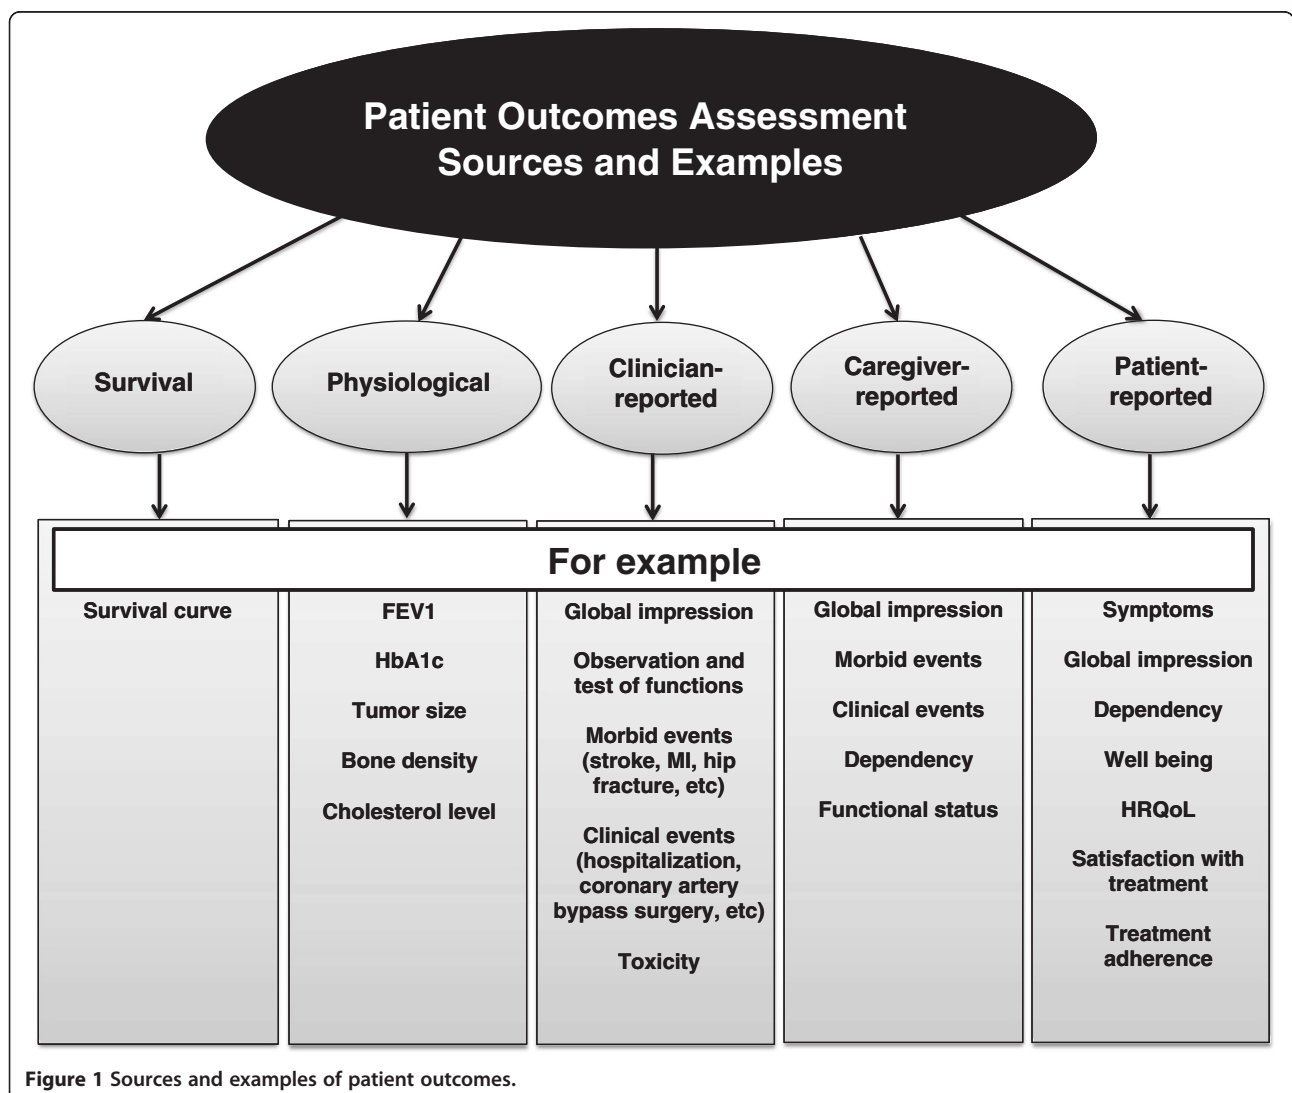 Patient Outcomes Assessment
Sources and Examples
Survival
Physiological
Clinician-
reported
Caregiver-
reported
Patient-
reported
For example
Survival curve
FEV1
HbA1c
Tumor size
Bone density
Cholesterol level
Global impression
Observation and
test of functions
Morbid events
(stroke, MI, hip
fracture, etc)
Clinical events
(hospitalization,
coronary artery
bypass surgery, etc)
Toxicity
Global impression
Morbid events
Clinical events
Dependency
Functional status
Symptoms
Global impression
Dependency
Well being
HRQoL
Satisfaction with
treatment
Treatment
adherence
Figure 1 Sources and examples of patient outcomes.